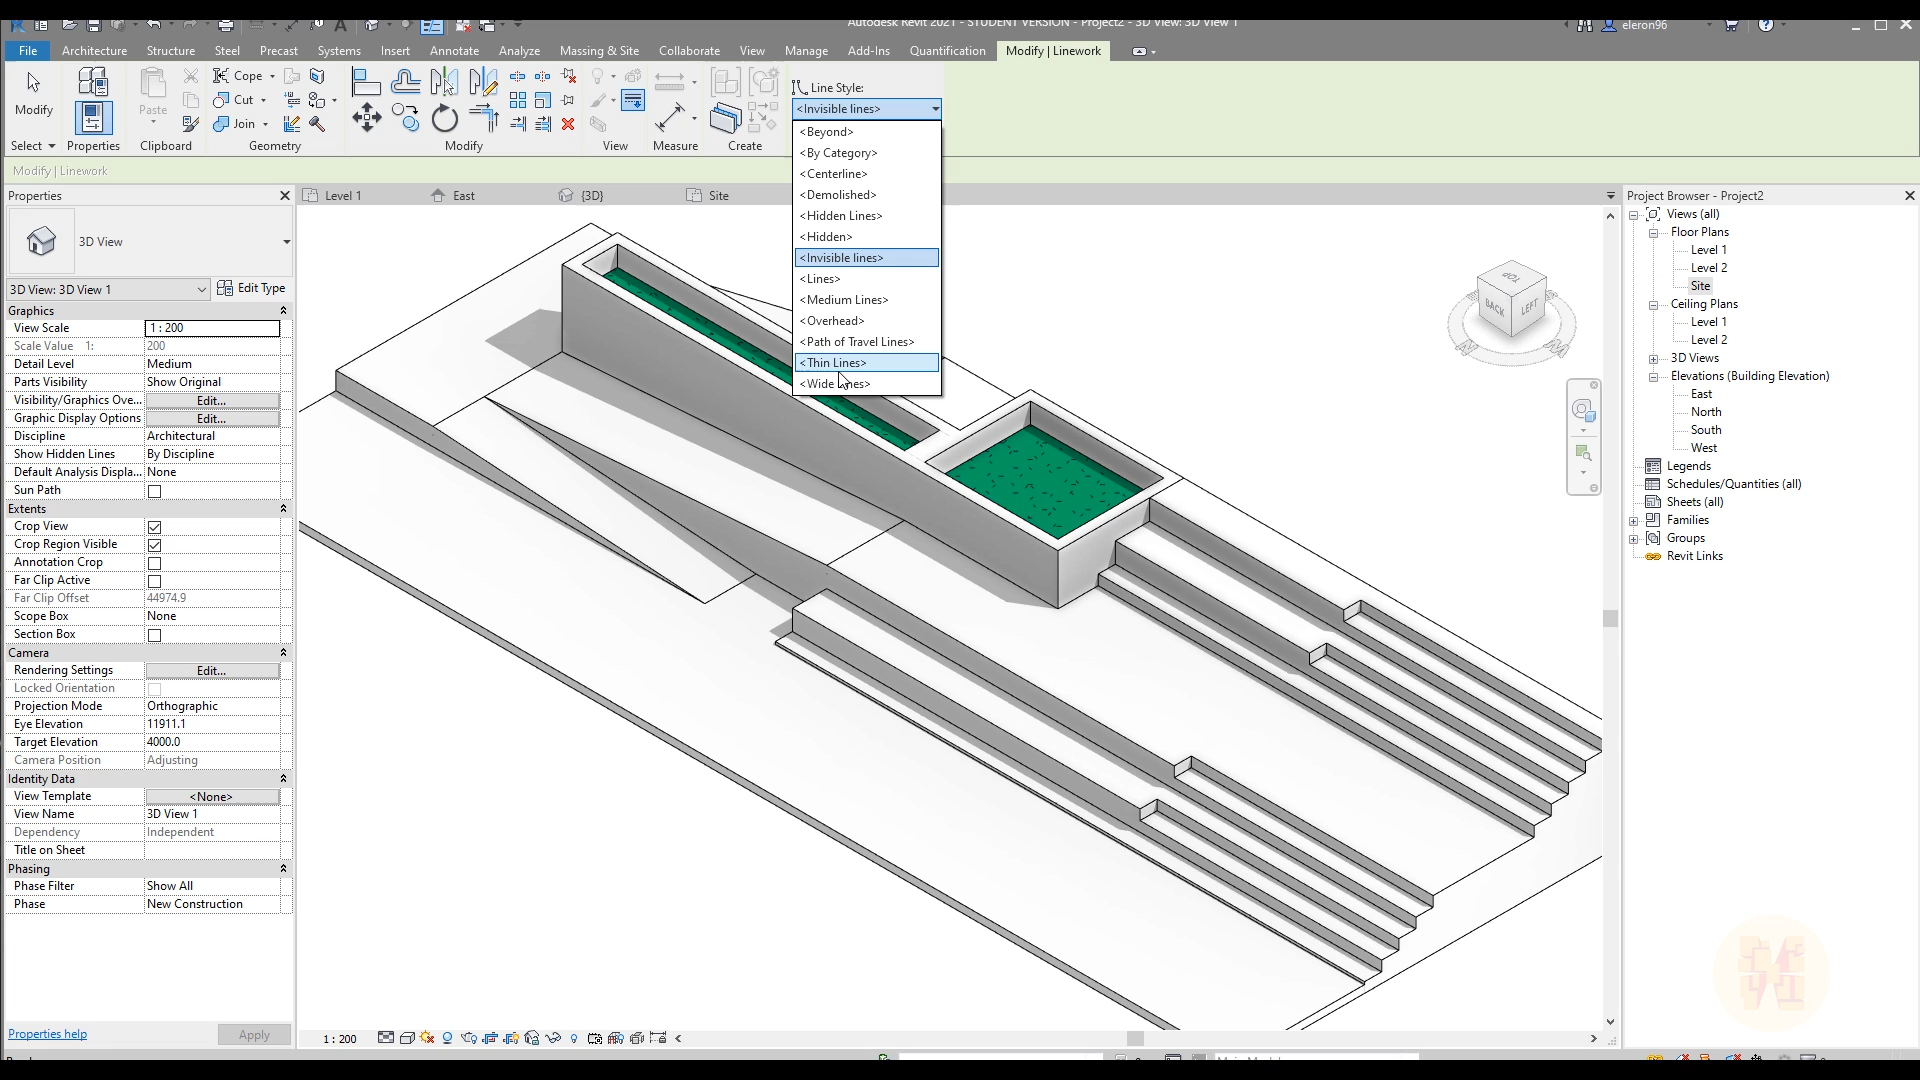 Autodesk Revit 2021 - STUDENT VERSION - Project2 - 3D View: 3D View 1
eleron96
File Architecture Structure Steel Precast Systems Insert Annotate Analyze Massing & Site Collaborate View Manage Add-Ins Quantification Modify | Linework
Modify
Paste
Cope
Cut
Join
Line Style:
<Invisible lines>
Select Properties Clipboard Geometry Modify View Measure Create
<Beyond>
<By Category>
<Centerline>
<Demolished>
<Hidden Lines>
<Hidden>
<Invisible lines>
<Lines>
<Medium Lines>
<Overhead>
<Path of Travel Lines>
<Thin Lines>
Modify | Linework
Properties
Level 1 East {3D} Site
3D View
3D View: 3D View 1 Edit Type
Graphics
View Scale 1 : 200
Scale Value 1: 200
Detail Level Medium
Parts Visibility Show Original
Visibility/Graphics Ove... Edit...
Graphic Display Options Edit...
Discipline Architectural
Show Hidden Lines By Discipline
Default Analysis Displa... None
Sun Path
Extents
Crop View
Crop Region Visible
Annotation Crop
Far Clip Active
Far Clip Offset 44974.9
Scope Box None
Section Box
Camera
Rendering Settings Edit...
Locked Orientation
Projection Mode Orthographic
Eye Elevation 11911.1
Target Elevation 4000.0
Camera Position Adjusting
Identity Data
View Template <None>
View Name 3D View 1
Dependency Independent
Title on Sheet
Phasing
Phase Filter Show All
Phase New Construction
Properties help Apply
TOP
BACK
LEFT
1 : 200
Project Browser - Project2
Views (all)
Floor Plans
Level 1
Level 2
Site
Ceiling Plans
Level 1
Level 2
3D Views
Elevations (Building Elevation)
East
North
South
West
Legends
Schedules/Quantities (all)
Sheets (all)
Families
Groups
Revit Links